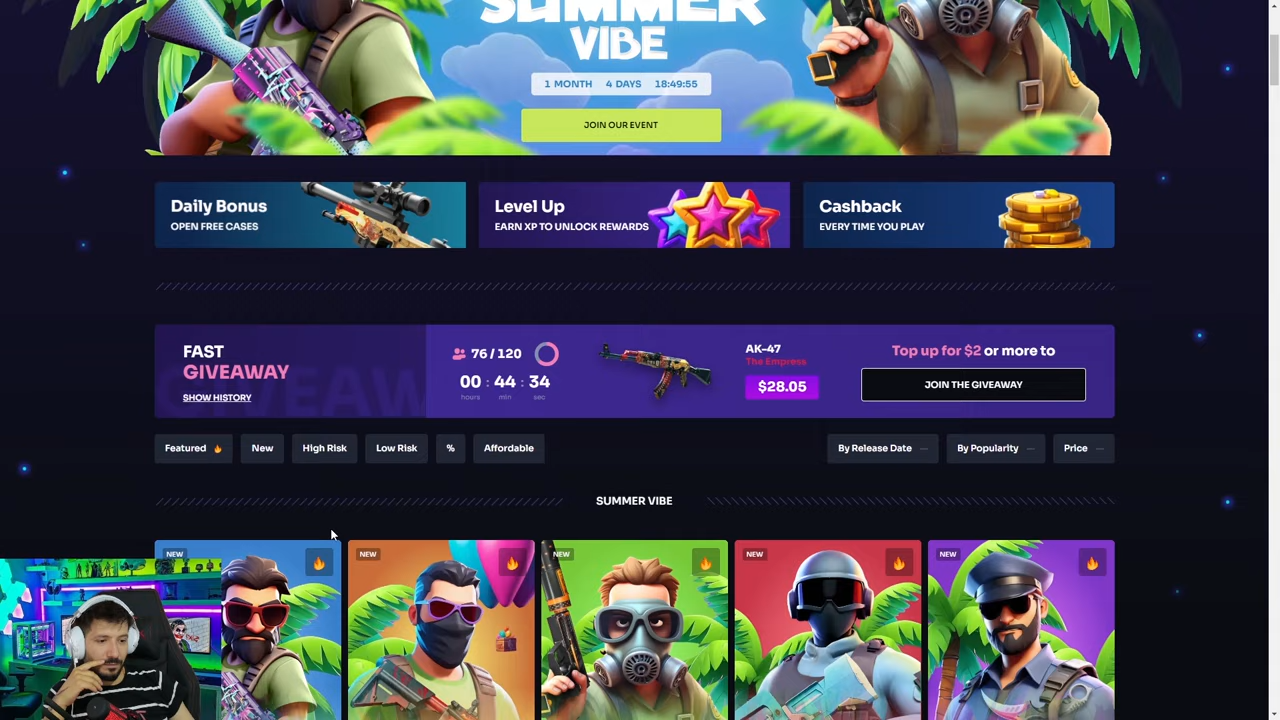 SUMMER
VIBE
1 MONTH 4 DAYS 18:49:55
JOIN OUR EVENT
Daily Bonus
OPEN FREE CASES
Level Up
EARN XP TO UNLOCK REWARDS
Cashback
EVERY TIME YOU PLAY
FAST
GIVEAWAY
SHOW HISTORY
76 / 120
00 : 44 : 34
hours min sec
AK-47
The Empress
$28.05
Top up for $2 or more to
JOIN THE GIVEAWAY
Featured New High Risk Low Risk % Affordable
By Release Date By Popularity Price
SUMMER VIBE
NEW NEW NEW NEW NEW